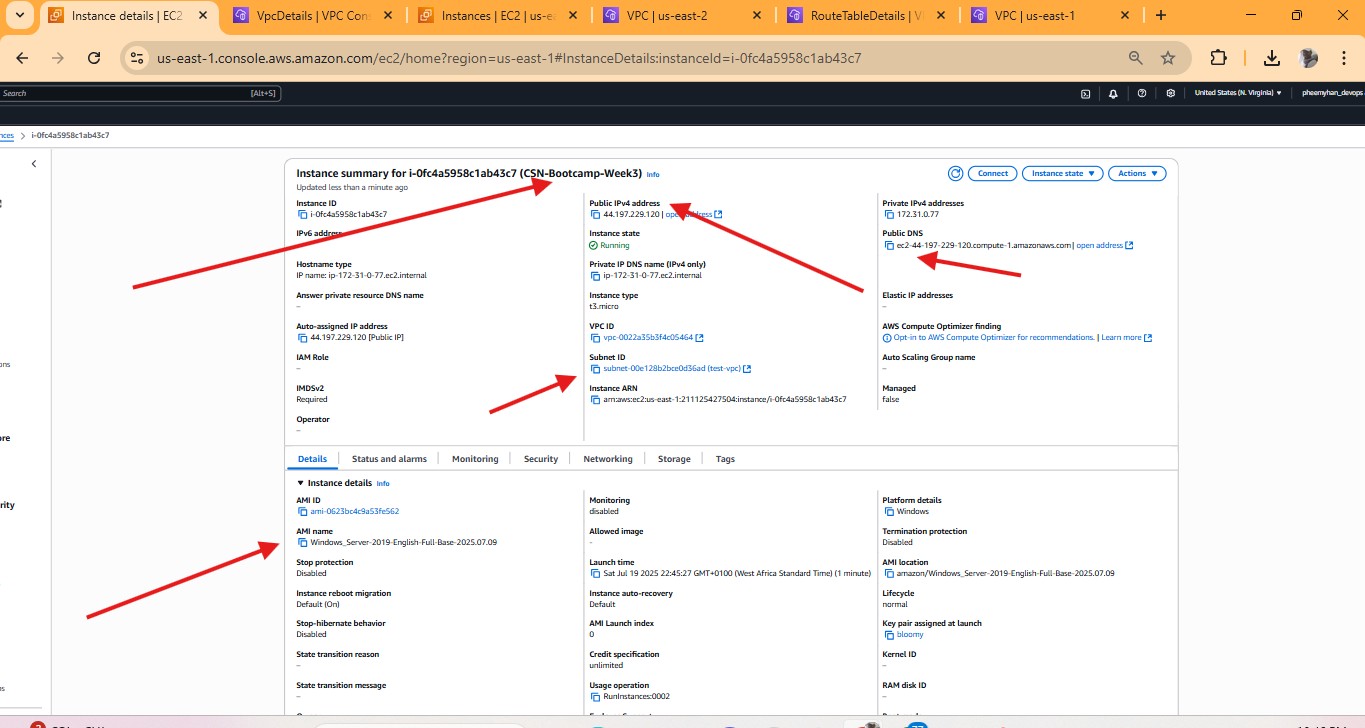 Instance details | EC2
VpcDetails | VPC Con
Instances | EC2 | us-e
VPC | us-east-2
RouteTableDetails | V
VPC | us-east-1
us-east-1.console.aws.amazon.com/ec2/home?region=us-east-1#InstanceDetails:instanceId=i-0fc4a5958c1ab43c7
Search [Alt+S]
United States (N. Virginia) ▼
pheemyhan_devops
nces > i-0fc4a5958c1ab43c7
Instance summary for i-0fc4a5958c1ab43c7 (CSN-Bootcamp-Week3) Info
Updated less than a minute ago
Connect
Instance state ▼
Actions ▼
Instance ID
i-0fc4a5958c1ab43c7
IPv6 address
Hostname type
IP name: ip-172-31-0-77.ec2.internal
Answer private resource DNS name
–
Auto-assigned IP address
44.197.229.120 [Public IP]
IAM Role
–
IMDSv2
Required
Operator
–
Public IPv4 address
44.197.229.120 | open address
Instance state
Running
Private IP DNS name (IPv4 only)
ip-172-31-0-77.ec2.internal
Instance type
t3.micro
VPC ID
vpc-0022a35b3f4c05464
Subnet ID
subnet-00e128b2bce0d36ad (test-vpc)
Instance ARN
arn:aws:ec2:us-east-1:211125427504:instance/i-0fc4a5958c1ab43c7
Private IPv4 addresses
172.31.0.77
Public DNS
ec2-44-197-229-120.compute-1.amazonaws.com | open address
Elastic IP addresses
–
AWS Compute Optimizer finding
Opt-in to AWS Compute Optimizer for recommendations. | Learn more
Auto Scaling Group name
–
Managed
false
Details
Status and alarms
Monitoring
Security
Networking
Storage
Tags
▼ Instance details Info
AMI ID
ami-0623bc4c9a53fe562
AMI name
Windows_Server-2019-English-Full-Base-2025.07.09
Stop protection
Disabled
Instance reboot migration
Default (On)
Stop-hibernate behavior
Disabled
State transition reason
–
State transition message
–
Monitoring
disabled
Allowed image
-
Launch time
Sat Jul 19 2025 22:45:27 GMT+0100 (West Africa Standard Time) (1 minute)
Instance auto-recovery
Default
AMI Launch index
0
Credit specification
unlimited
Usage operation
RunInstances:0002
Platform details
Windows
Termination protection
Disabled
AMI location
amazon/Windows_Server-2019-English-Full-Base-2025.07.09
Lifecycle
normal
Key pair assigned at launch
bloomy
Kernel ID
–
RAM disk ID
–
ons
ore
rity